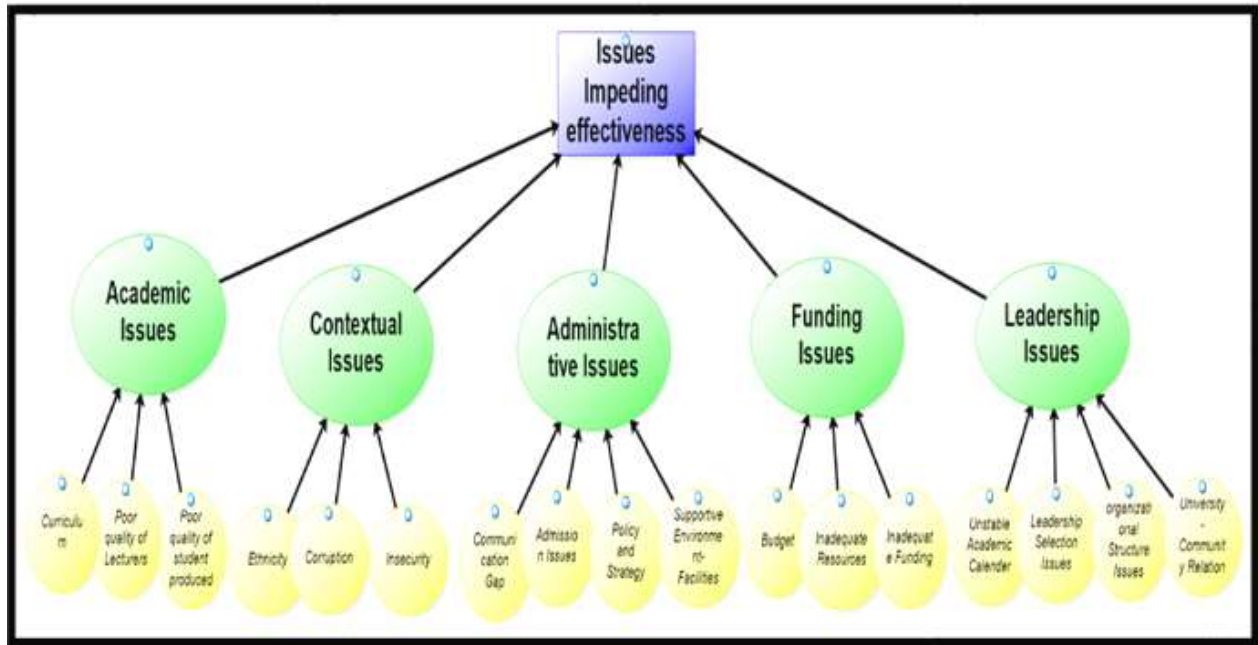 Issues
Impeding
effectiveness
Academic
Issues
Contextual
Issues
Administra
tive Issues
Funding
Issues
Leadership
Issues
Curriculu
m
Poor
quality of
Lecturers
Poor
quality of
student
produced
Ethnicity
Corruption
Insecurity
Communi
cation
Gap
Admissio
n Issues
Policy
and
Strategy
Supportive
Environme
nt-
Facilities
Budget
Inadequate
Resources
Inadequat
e Funding
Unstable
Academic
Calender
Leadership
Selection
Issues
organizati
onal
Structure
Issues
University
-
Communit
y Relation